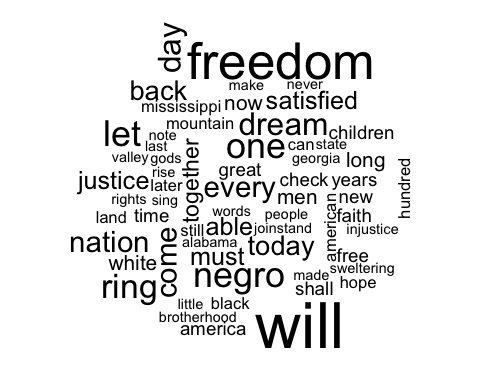 day
freedom
make never
back
mississippi now satisfied
mountain
let note dream children
last one can state
valley gods georgia long
together
great
justice rise later every check years
hundred
rights sing men new
land time words people american faith
still able joinstand injustice
nation come alabama today
must free
white negro sweltering
ring made hope
shall
little black
brotherhood will
america